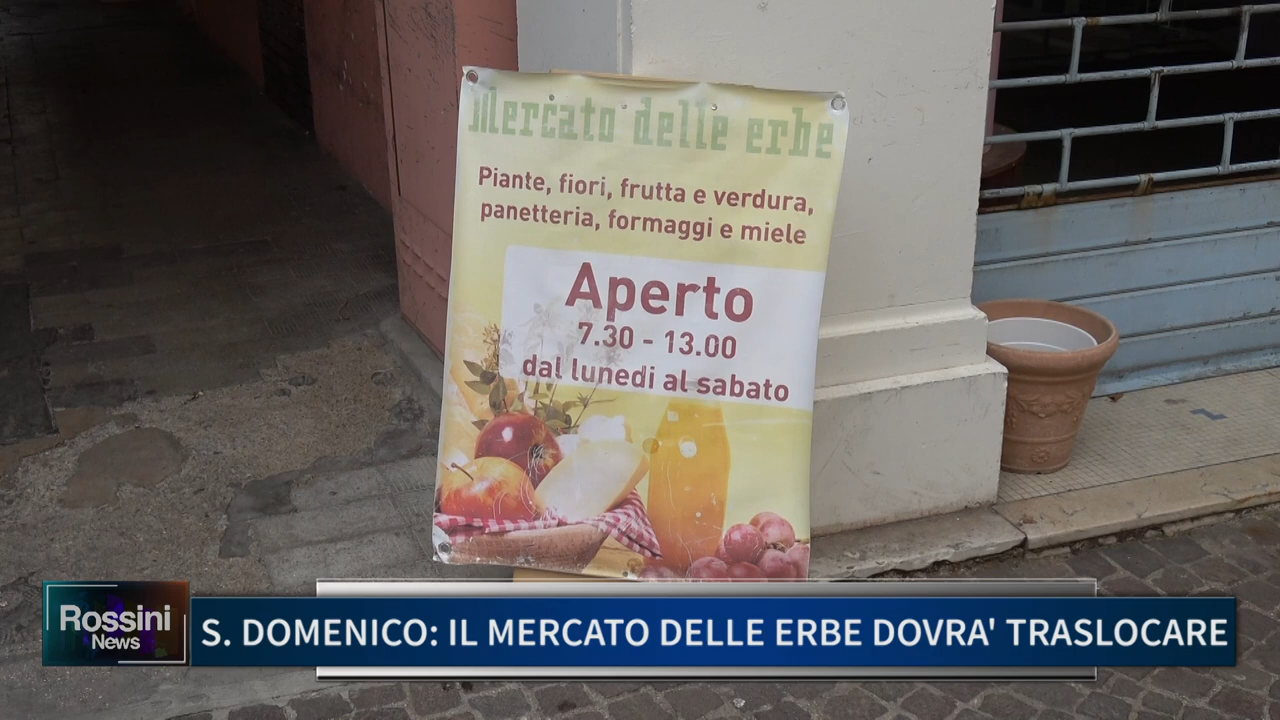 Mercato delle erbe
Piante, fiori, frutta e verdura,
panetteria, formaggi e miele
Aperto
7.30 - 13.00
dal lunedi al sabato
Rossini
News
S. DOMENICO: IL MERCATO DELLE ERBE DOVRA' TRASLOCARE